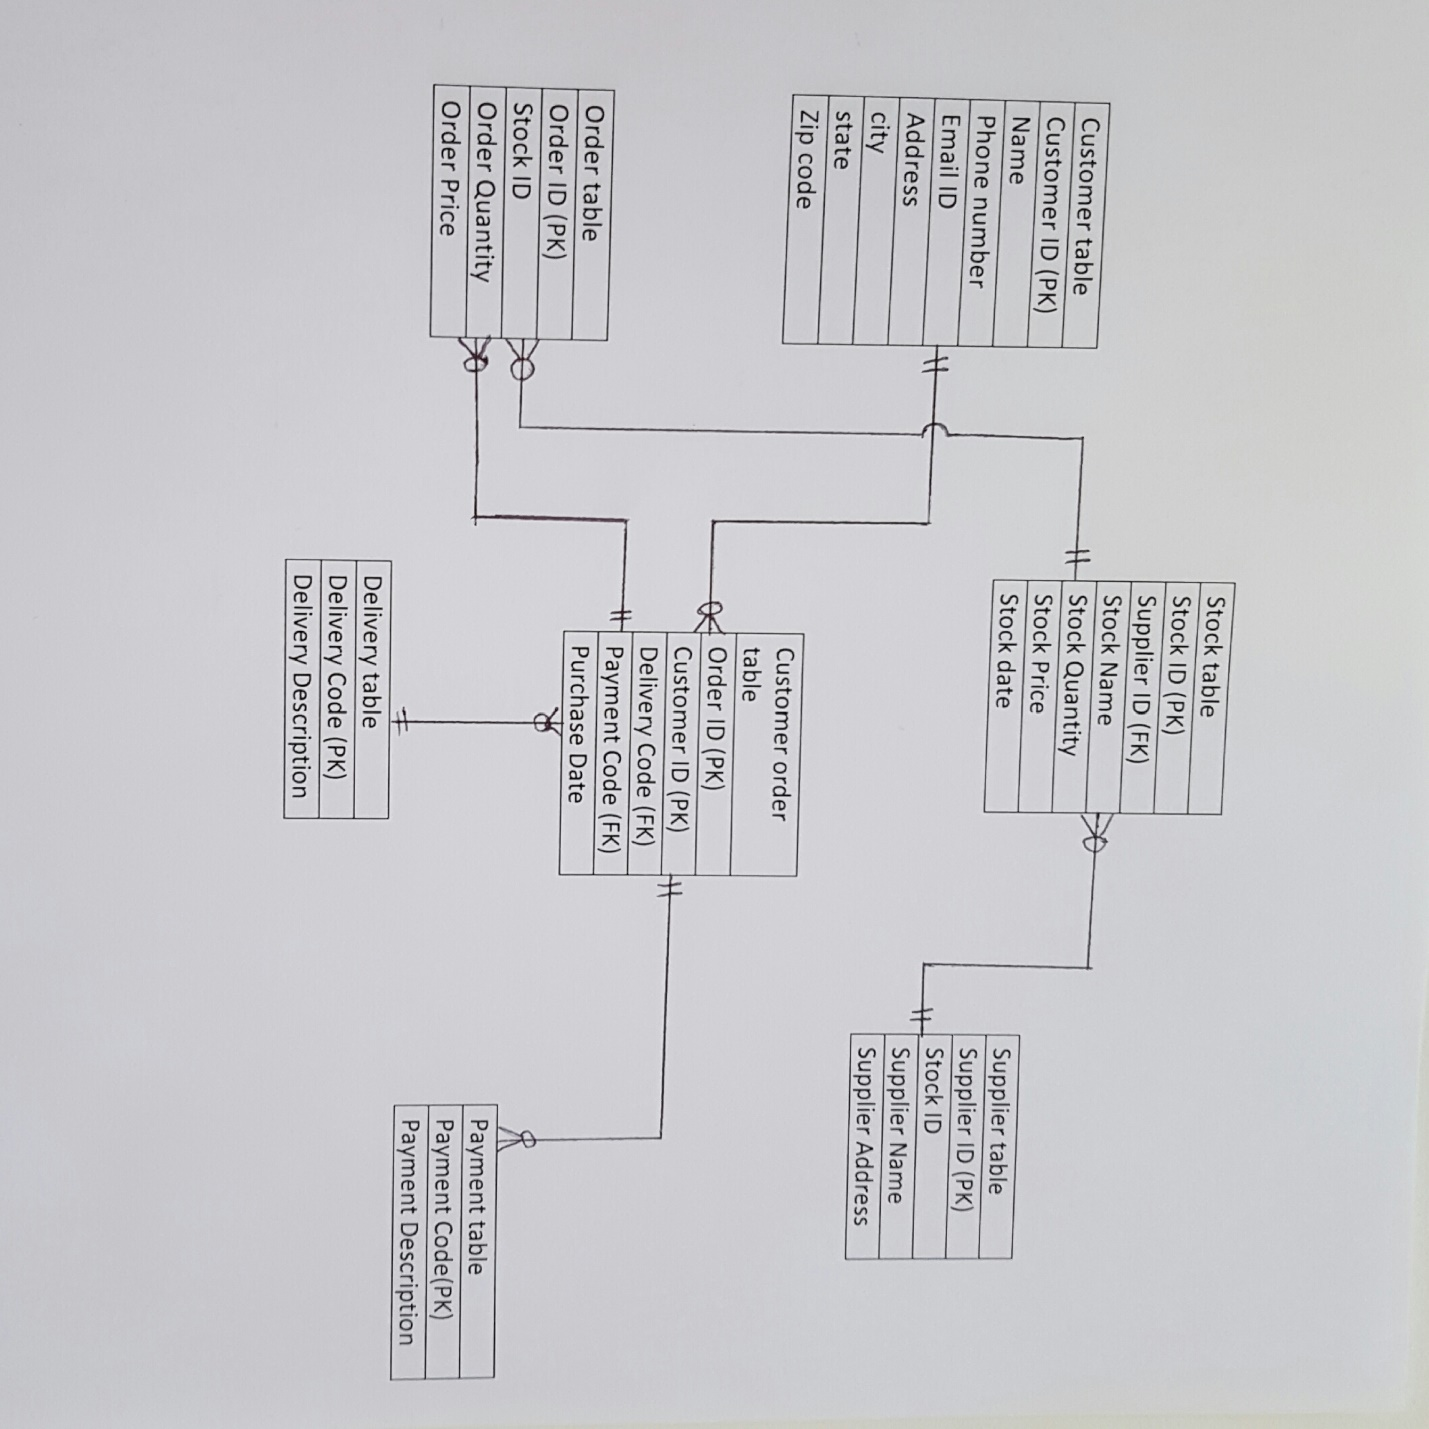 Customer table
Customer ID (PK)
Name
Phone number
Email ID
Address
city
state
Zip code
Stock table
Stock ID (PK)
Supplier ID (FK)
Stock Name
Stock Quantity
Stock Price
Stock date
Supplier table
Supplier ID (PK)
Stock ID
Supplier Name
Supplier Address
Order table
Order ID (PK)
Stock ID
Order Quantity
Order Price
Customer order
table
Order ID (PK)
Customer ID (PK)
Delivery Code (FK)
Payment Code (FK)
Purchase Date
Delivery table
Delivery Code (PK)
Delivery Description
Payment table
Payment Code(PK)
Payment Description